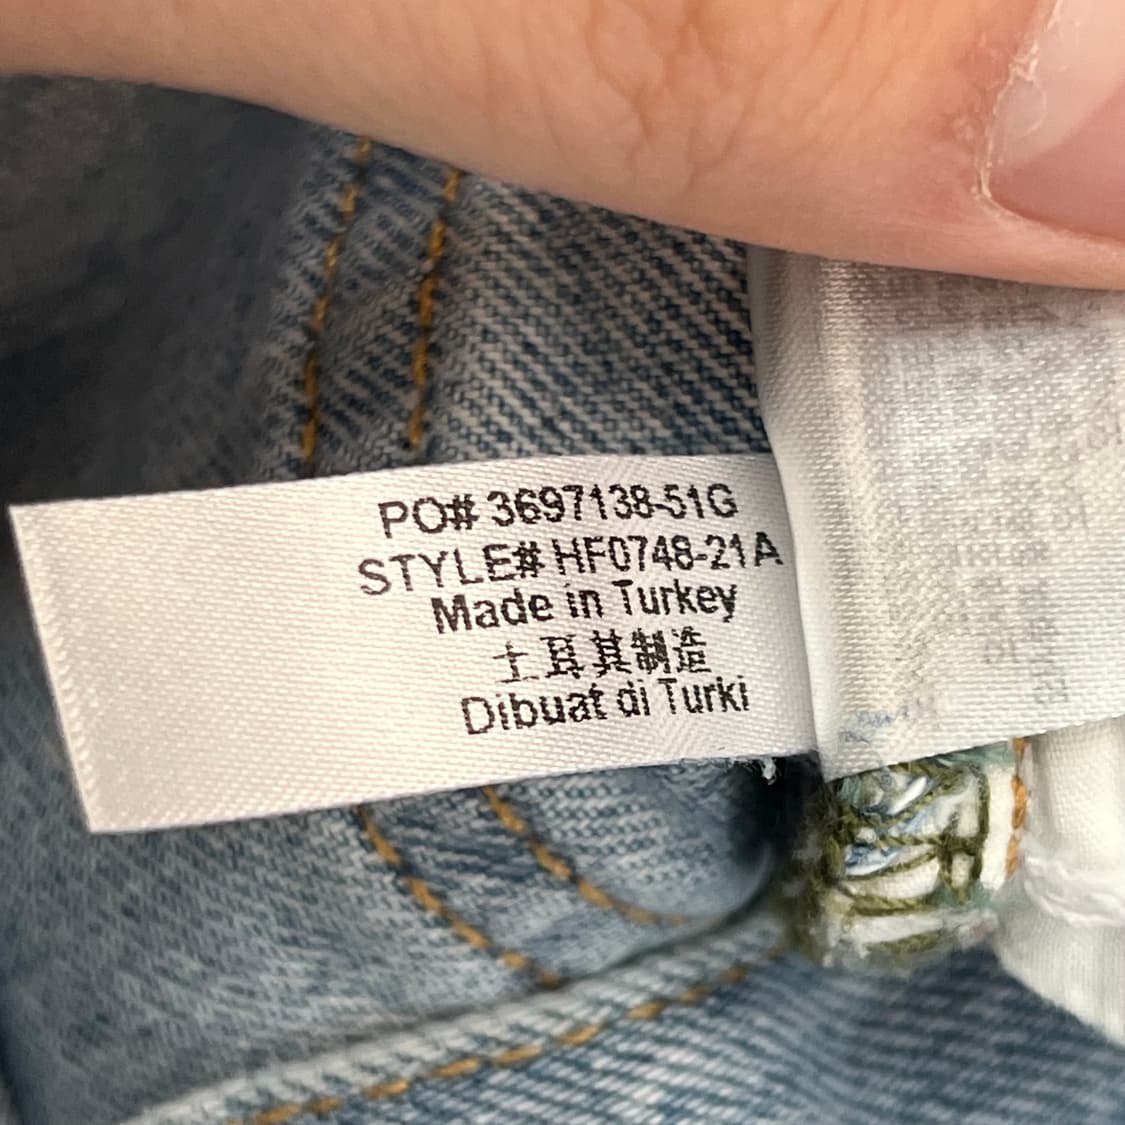 PO# 3697138-51G
STYLE# HF0748-21A
Made in Turkey
土耳其制造
Dibuat di Turki